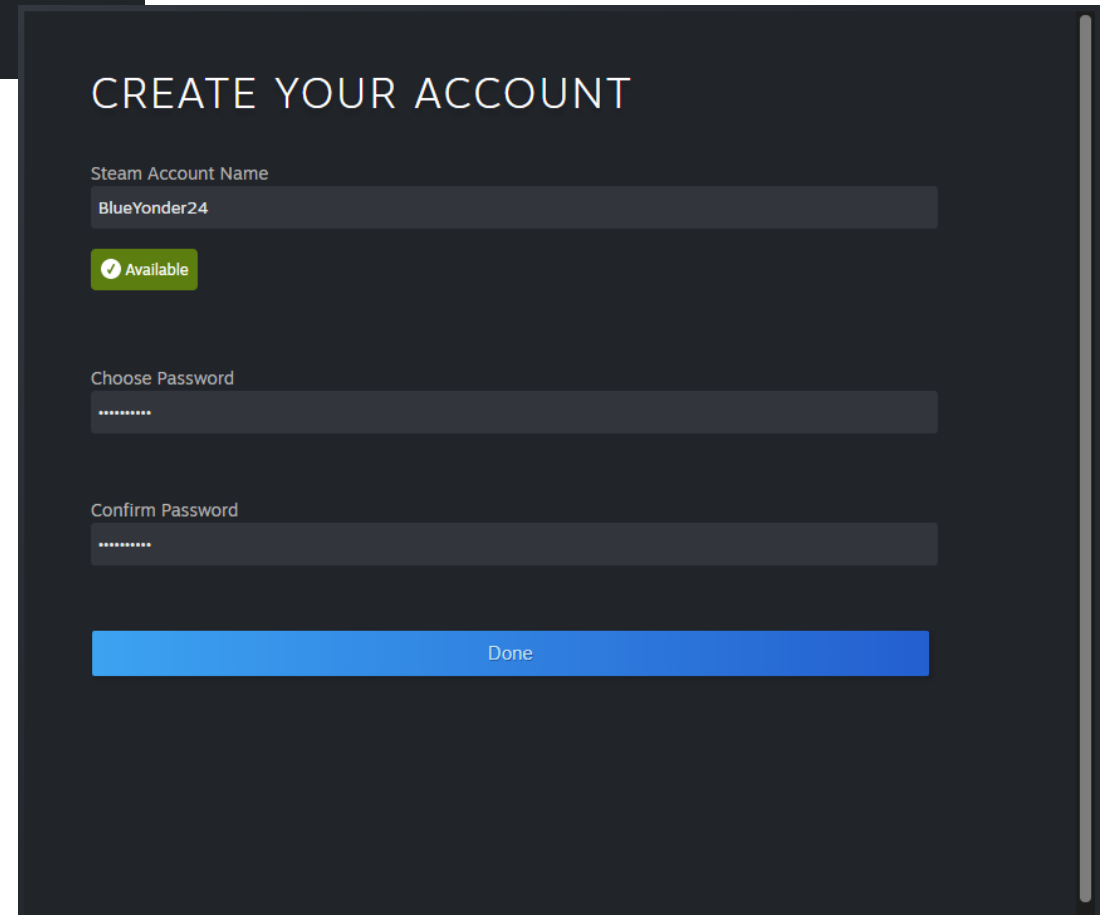 CREATE YOUR ACCOUNT
Steam Account Name
BlueYonder24
Available
Choose Password
••••••••••
Confirm Password
••••••••••
Done